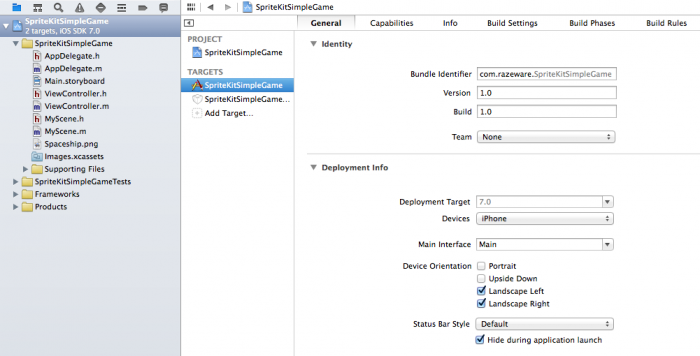 SpriteKitSimpleGame
SpriteKitSimpleGame
2 targets, iOS SDK 7.0
SpriteKitSimpleGame
AppDelegate.h
AppDelegate.m
Main.storyboard
ViewController.h
ViewController.m
MyScene.h
MyScene.m
Spaceship.png
Images.xcassets
Supporting Files
SpriteKitSimpleGameTests
Frameworks
Products
PROJECT
SpriteKitSimpleGame
TARGETS
SpriteKitSimpleGame
SpriteKitSimpleGame...
Add Target...
General Capabilities Info Build Settings Build Phases Build Rules
Identity
Bundle Identifier com.razeware.SpriteKitSimpleGame
Version 1.0
Build 1.0
Team None
Deployment Info
Deployment Target 7.0
Devices iPhone
Main Interface Main
Device Orientation Portrait
Upside Down
Landscape Left
Landscape Right
Status Bar Style Default
Hide during application launch